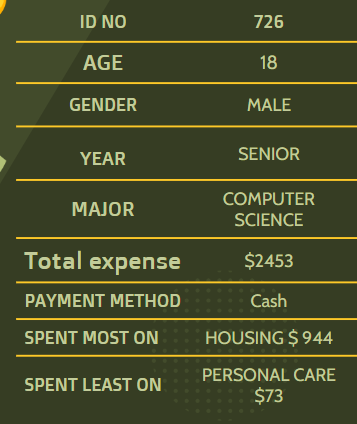 ID NO 726
AGE 18
GENDER MALE
YEAR SENIOR
MAJOR COMPUTER
SCIENCE
Total expense $2453
PAYMENT METHOD Cash
SPENT MOST ON HOUSING $ 944
SPENT LEAST ON PERSONAL CARE
$73